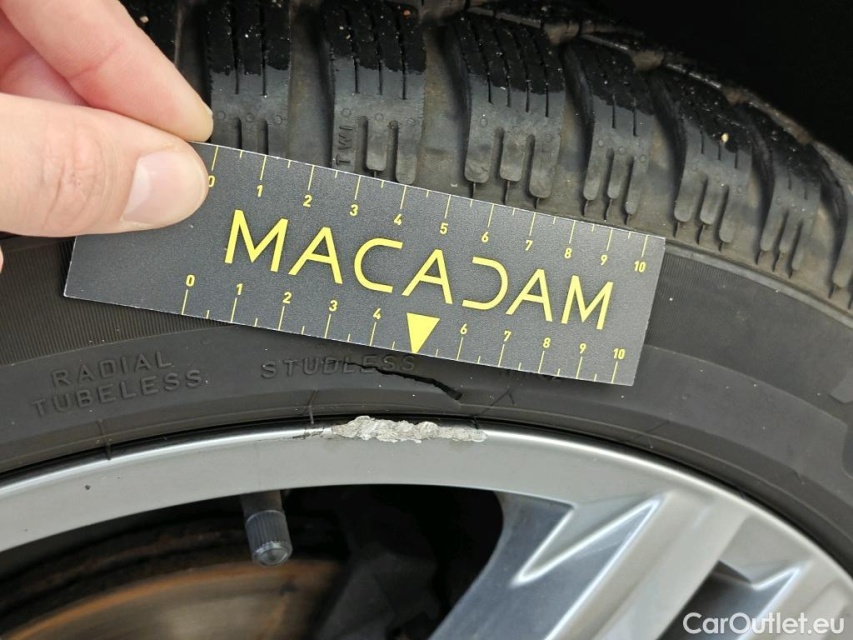 TWI
0 1 2 3 4 5 6 7 8 9 10
MACADAM
0 1 2 3 4 6 7 8 9 10
RADIAL
TUBELESS
STUDLESS
CarOutlet.eu